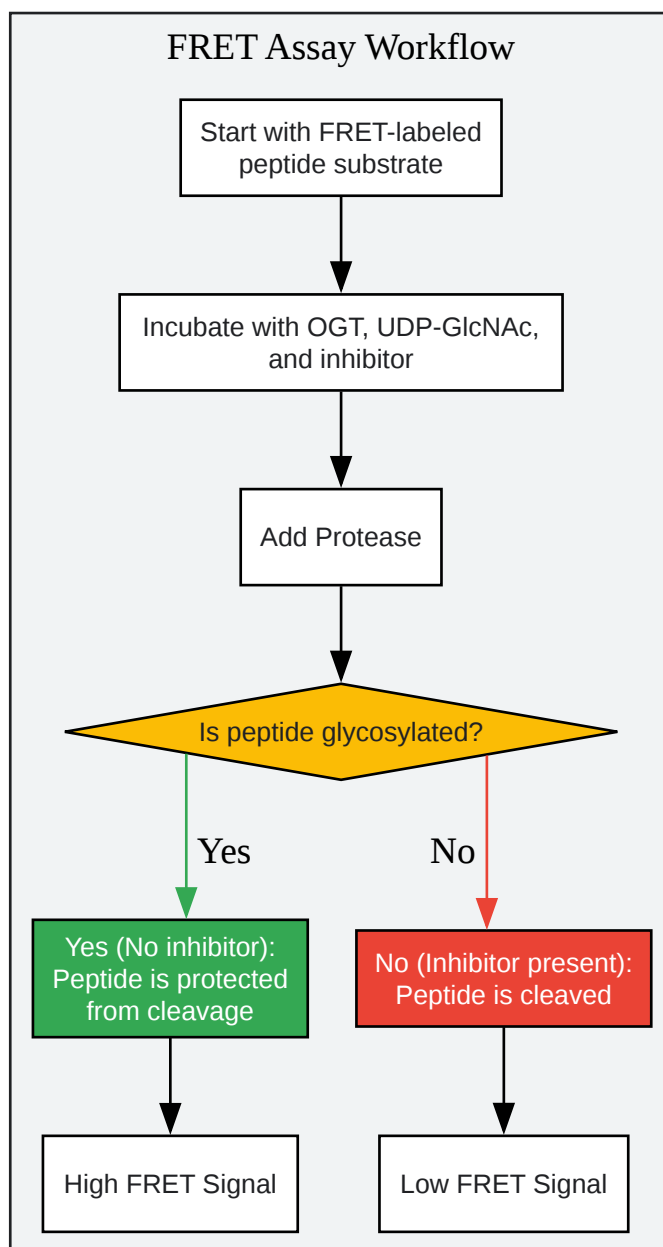 FRET Assay Workflow
Start with FRET-labeled
peptide substrate
Incubate with OGT, UDP-GlcNAc,
and inhibitor
Add Protease
Is peptide glycosylated?
Yes
No
Yes (No inhibitor):
Peptide is protected
from cleavage
No (Inhibitor present):
Peptide is cleaved
High FRET Signal
Low FRET Signal